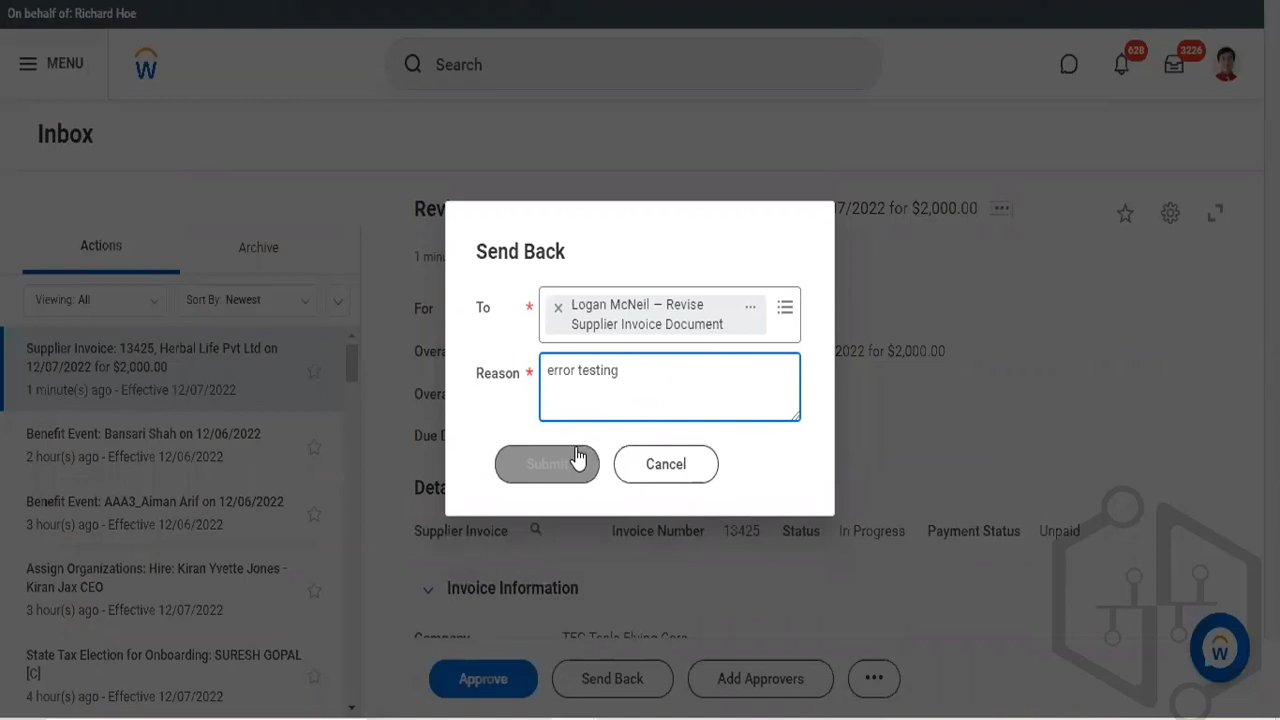 On behalf of: Richard Hoe
MENU
Search
628
3226
Inbox
Actions
Archive
Viewing: All
Sort By: Newest
Supplier Invoice: 13425, Herbal Life Pvt Ltd on
12/07/2022 for $2,000.00
1 minute(s) ago - Effective 12/07/2022
Benefit Event: Bansari Shah on 12/06/2022
2 hour(s) ago - Effective 12/06/2022
Benefit Event: AAA3_Aiman Arif on 12/06/2022
3 hour(s) ago - Effective 12/06/2022
Assign Organizations: Hire: Kiran Yvette Jones -
Kiran Jax CEO
3 hour(s) ago - Effective 12/07/2022
State Tax Election for Onboarding: SURESH GOPAL
[C]
4 hour(s) ago - Effective 12/07/2022
Rev
7/2022 for $2,000.00
1 min
For
Overa
2022 for $2,000.00
Overa
Due D
Deta
Send Back
To *
Logan McNeil — Revise
Supplier Invoice Document
Reason *
error testing
Submit
Cancel
Supplier Invoice
Invoice Number 13425
Status In Progress
Payment Status Unpaid
Invoice Information
Company
Approve
Send Back
Add Approvers